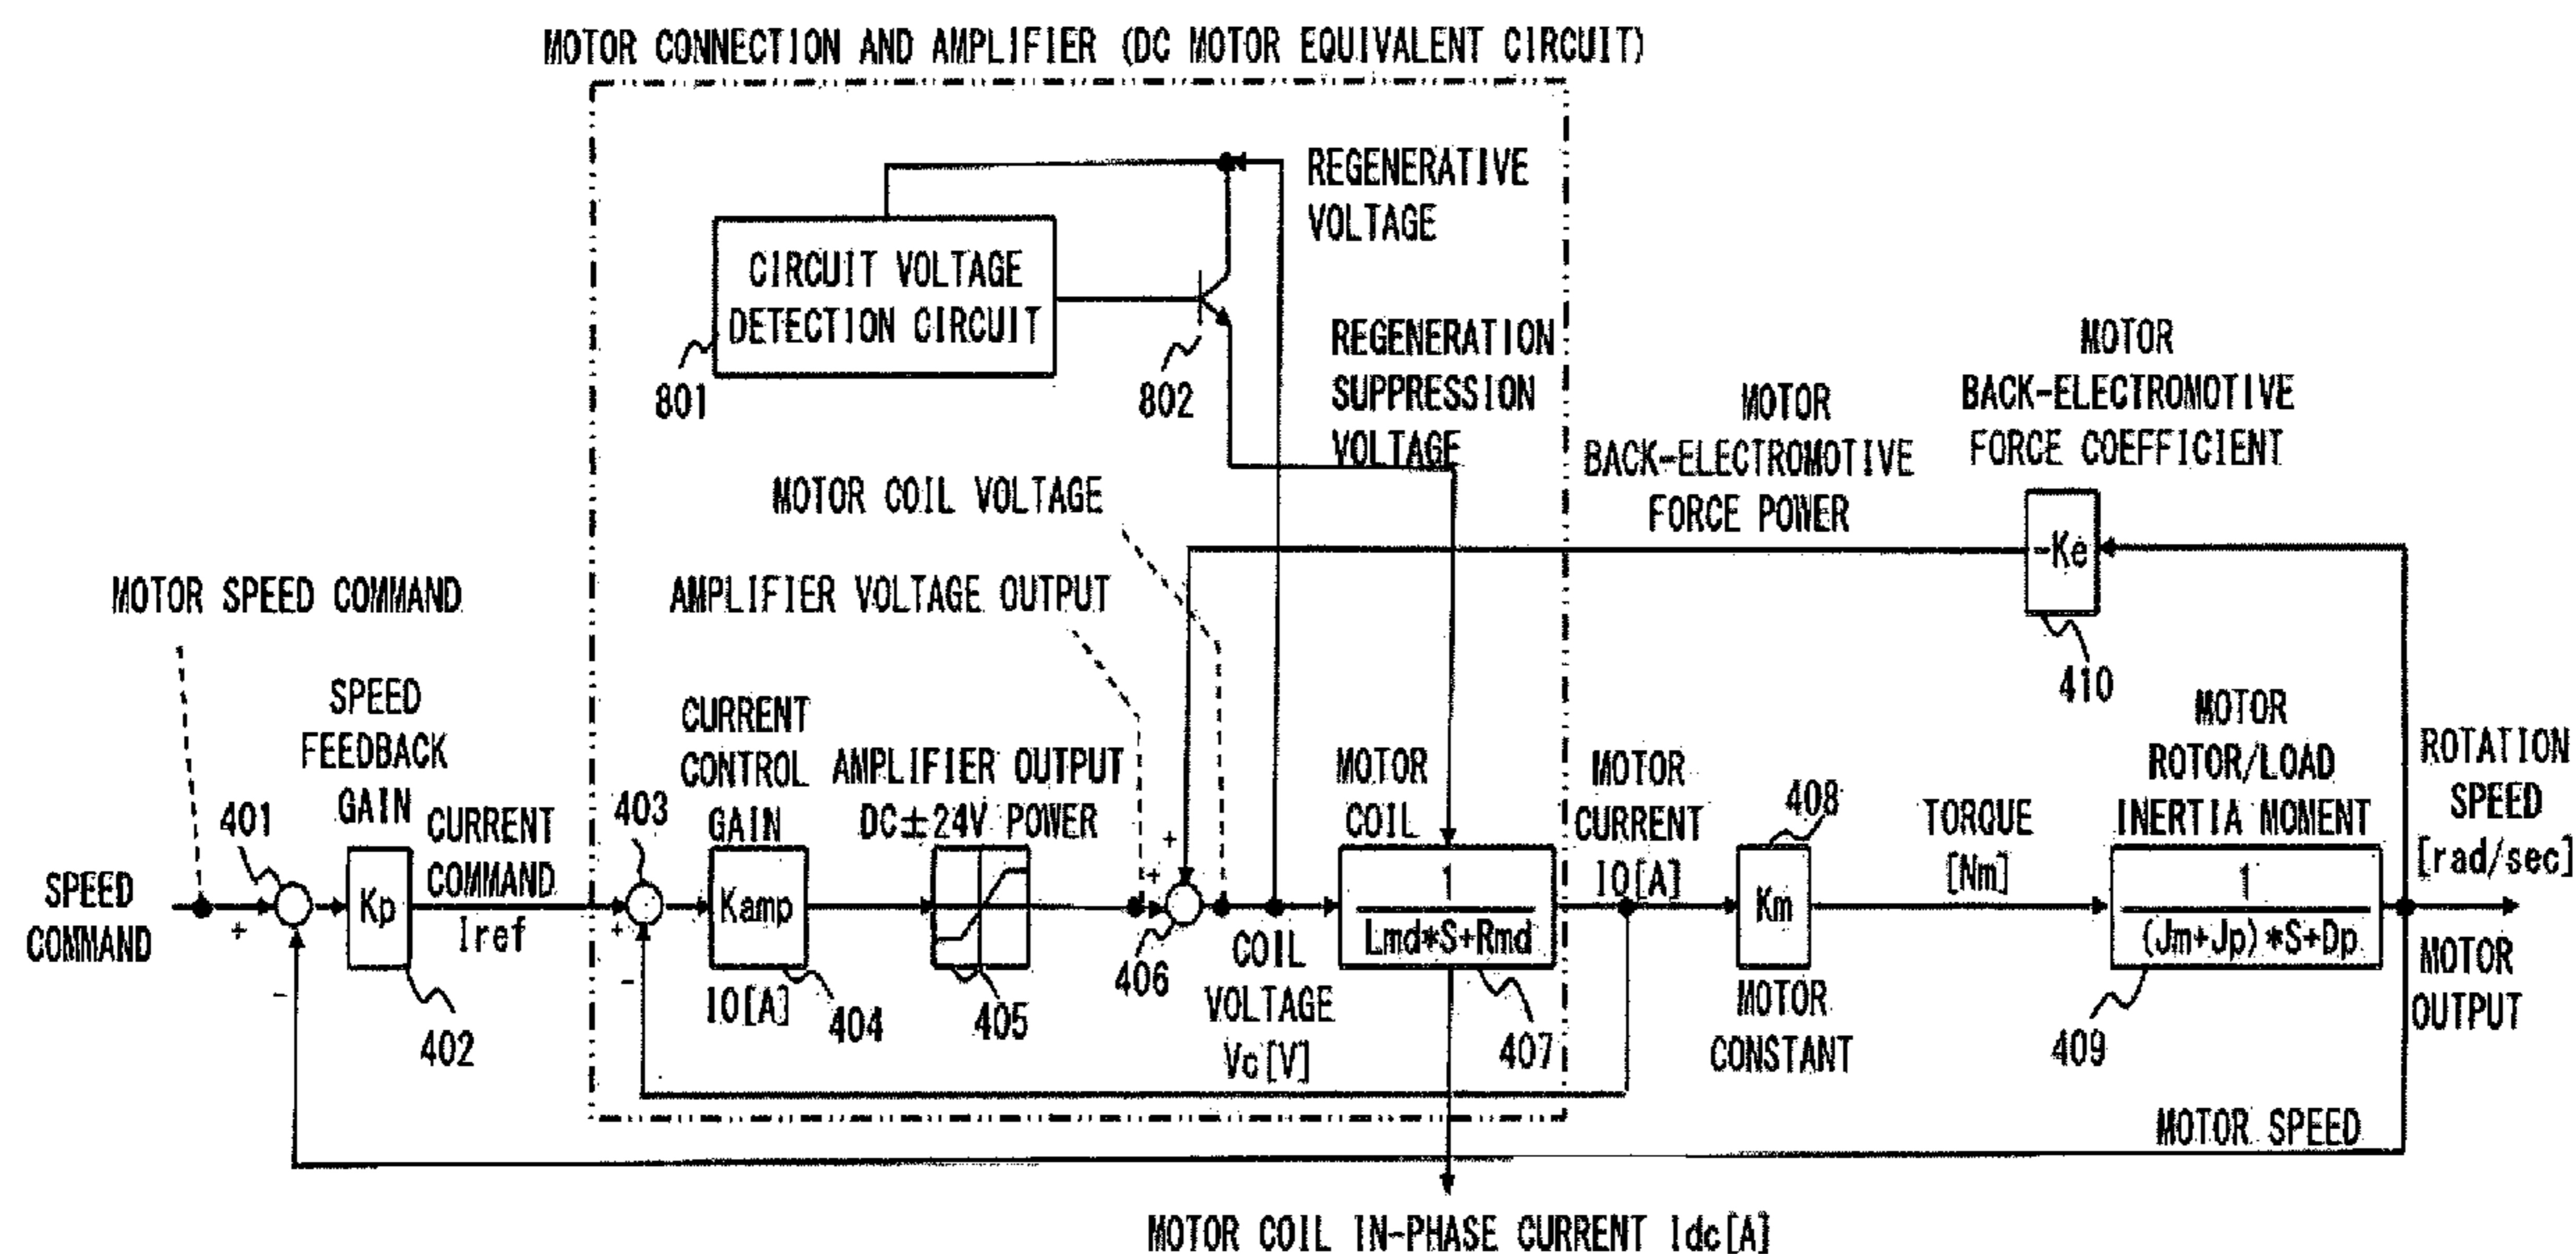 MOTOR CONNECTION AND AMPLIFIER (DC MOTOR EQUIVALENT CIRCUIT)
REGENERATIVE
VOLTAGE
CIRCUIT VOLTAGE
DETECTION CIRCUIT
801
802
REGENERATION
SUPPRESSION
VOLTAGE
MOTOR
BACK-ELECTROMOTIVE
FORCE POWER
MOTOR
BACK-ELECTROMOTIVE
FORCE COEFFICIENT
-Ke
410
MOTOR COIL VOLTAGE
AMPLIFIER VOLTAGE OUTPUT
MOTOR SPEED COMMAND
SPEED
COMMAND
+
-
401
SPEED
FEEDBACK
GAIN
Kp
402
CURRENT
COMMAND
Iref
403
+
-
CURRENT
CONTROL
GAIN
Kamp
I0[A]
404
AMPLIFIER OUTPUT
DC±24V POWER
405
+
+
+
406
COIL
VOLTAGE
Vc[V]
MOTOR
COIL
1
Lmd*S+Rmd
407
MOTOR
CURRENT
I0[A]
408
Km
MOTOR
CONSTANT
TORQUE
[Nm]
MOTOR
ROTOR/LOAD
INERTIA MOMENT
1
(Jm+Jp)*S+Dp
409
ROTATION
SPEED
[rad/sec]
MOTOR
OUTPUT
MOTOR SPEED
MOTOR COIL IN-PHASE CURRENT Idc[A]